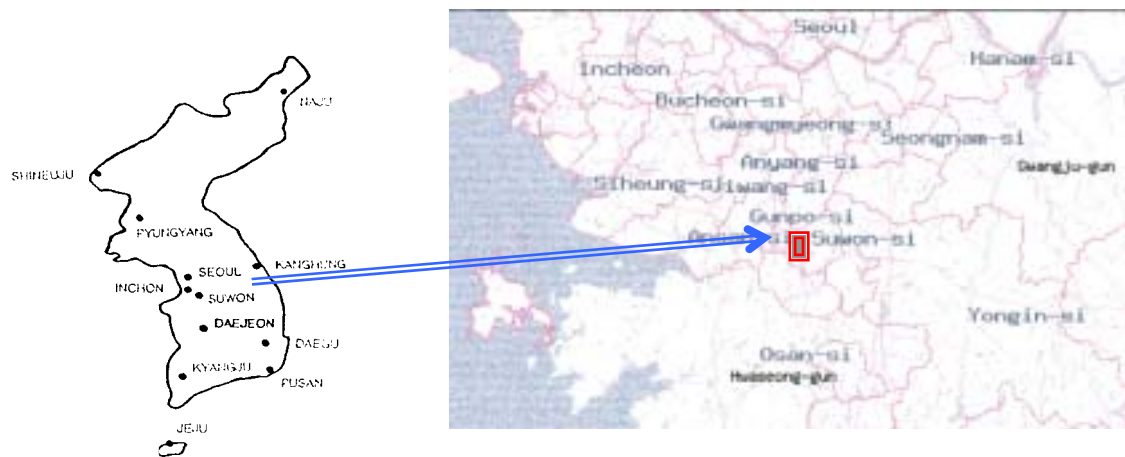 NAJU
SHINEUJU
PYUNGYANG
KANGHUNG
SEOUL
INCHON
SUWON
DAEJEON
DAEGU
KYANGJU
PUSAN
JEJU
Seoul
Hanam-si
Incheon
Bucheon-si
Gwangmyeong-si
Seongnam-si
Anyang-si
Gwangju-gun
Siheung-si
Gunpo-si
Suwon-si
Yongin-si
Osan-si
Hwaseong-gun